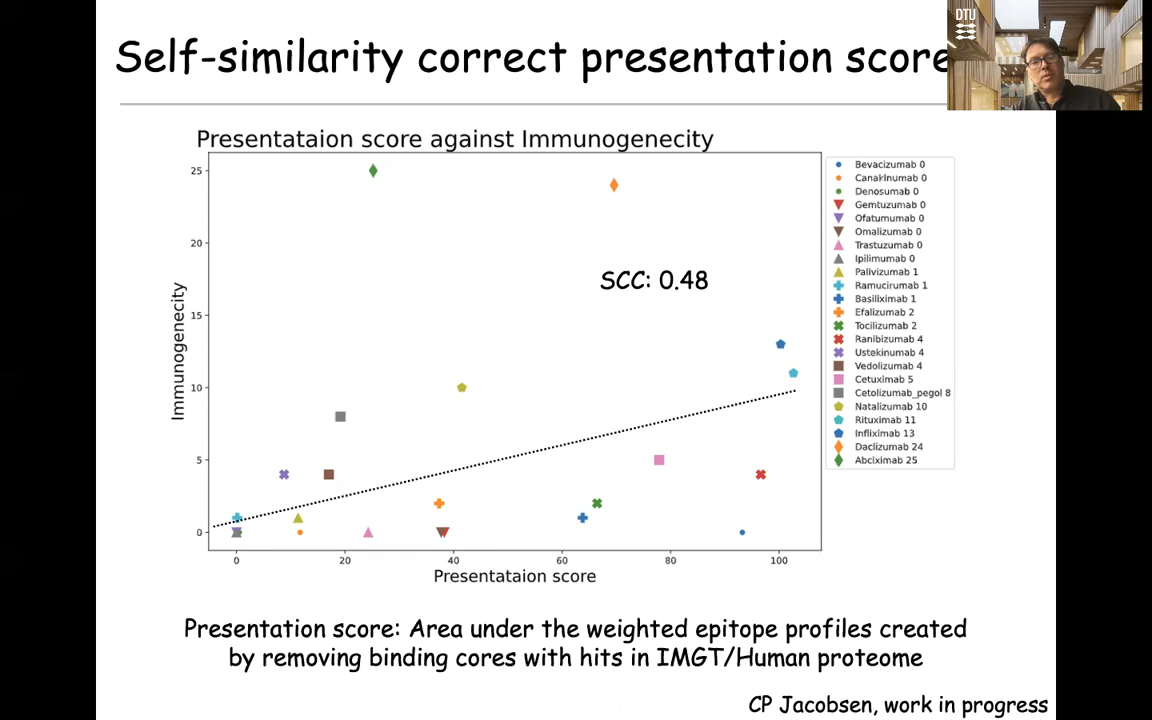 Self-similarity correct presentation score
DTU
Presentataion score against Immunogenecity
25
20
15
10
5
0
Immunogenecity
SCC: 0.48
0
20
40
60
80
100
Presentataion score
Bevacizumab 0
Canakinumab 0
Denosumab 0
Gemtuzumab 0
Ofatumumab 0
Omalizumab 0
Trastuzumab 0
Ipilimumab 0
Palivizumab 1
Ramucirumab 1
Basiliximab 1
Efalizumab 2
Tocilizumab 2
Ranibizumab 4
Ustekinumab 4
Vedolizumab 4
Cetuximab 5
Cetolizumab_pegol 8
Natalizumab 10
Rituximab 11
Infliximab 13
Daclizumab 24
Abciximab 25
Presentation score: Area under the weighted epitope profiles created
by removing binding cores with hits in IMGT/Human proteome
CP Jacobsen, work in progress